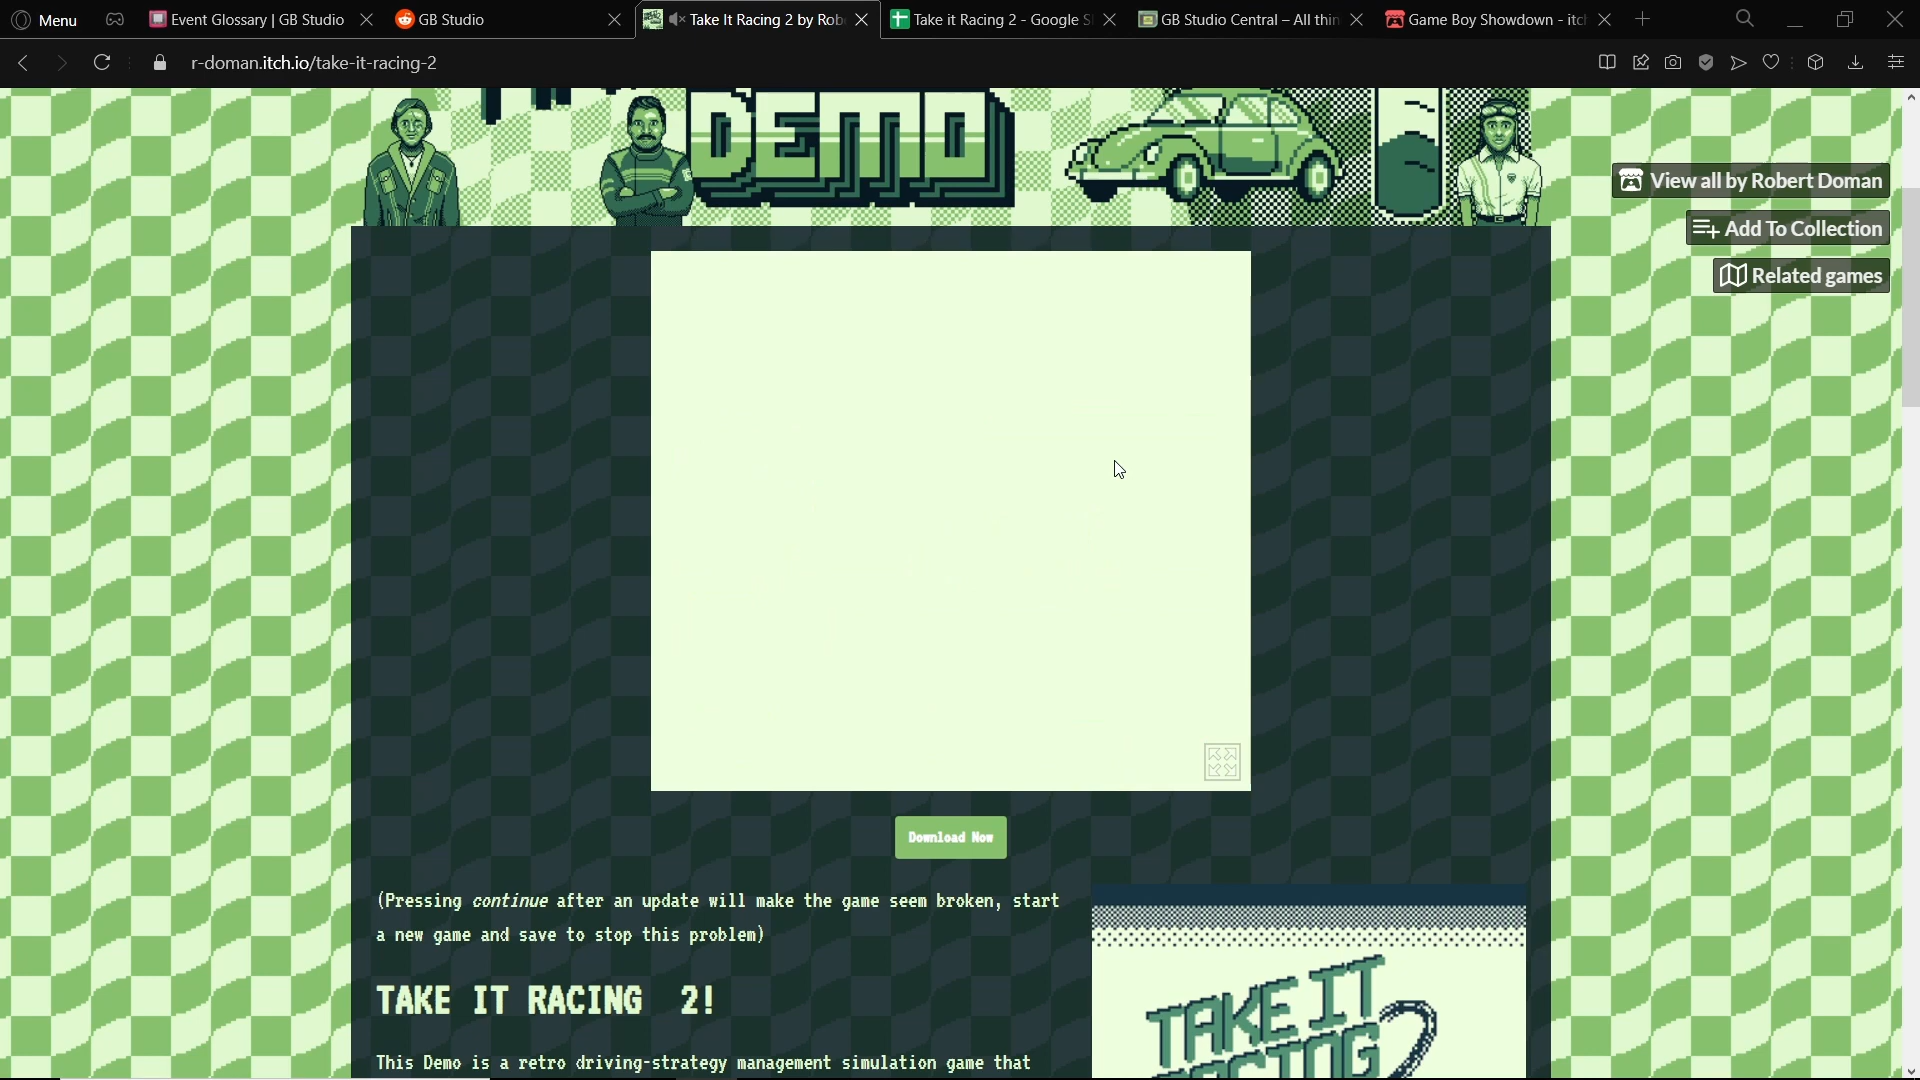 Menu
Event Glossary | GB Studio
GB Studio
Take It Racing 2 by Rob
Take it Racing 2 - Google S
GB Studio Central – All thin
Game Boy Showdown - itch
r-doman.itch.io/take-it-racing-2
DEMO
View all by Robert Doman
Add To Collection
Related games
Download Now
(Pressing continue after an update will make the game seem broken, start
a new game and save to stop this problem)
TAKE IT RACING 2!
This Demo is a retro driving-strategy management simulation game that
TAKE IT
RACING 2